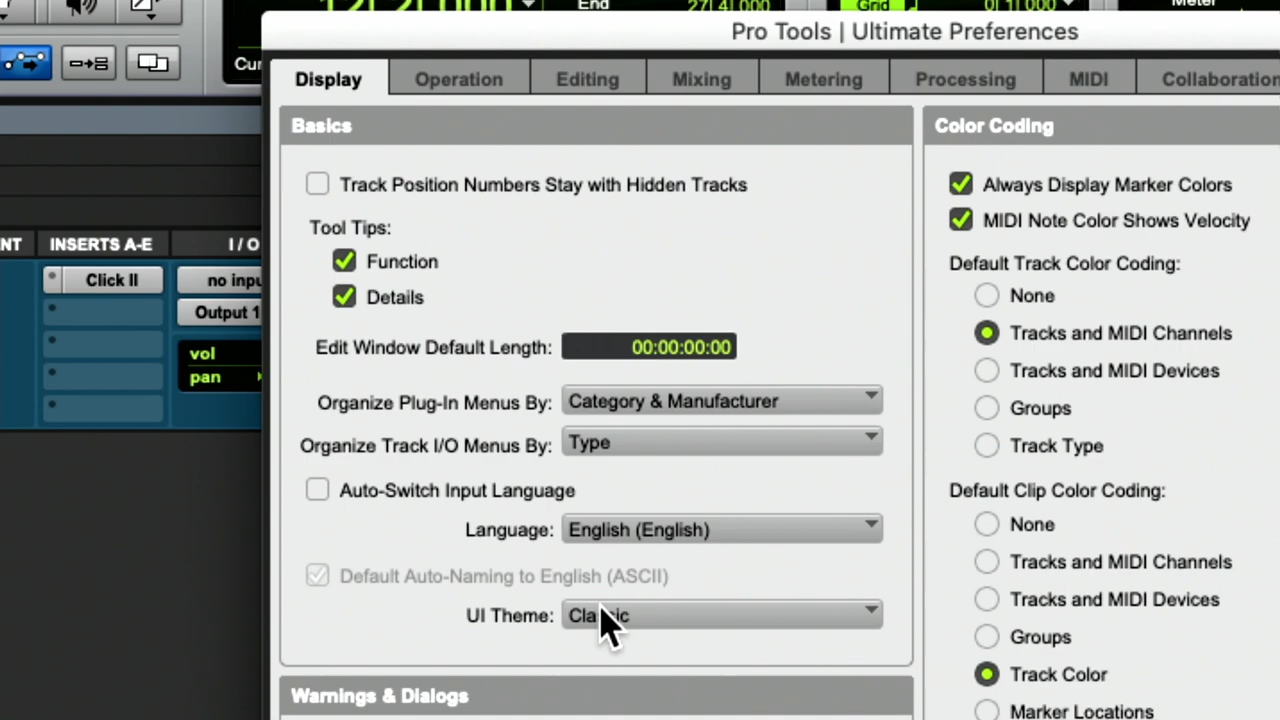 End
Grid
Meter
Pro Tools | Ultimate Preferences
Display
Operation
Editing
Mixing
Metering
Processing
MIDI
Basics
Track Position Numbers Stay with Hidden Tracks
Tool Tips:
Function
Details
Edit Window Default Length: 00:00:00:00
Organize Plug-In Menus By: Category & Manufacturer
Organize Track I/O Menus By: Type
Auto-Switch Input Language
Language: English (English)
Default Auto-Naming to English (ASCII)
UI Theme:
Warnings & Dialogs
Color Coding
Always Display Marker Colors
MIDI Note Color Shows Velocity
Default Track Color Coding:
None
Tracks and MIDI Channels
Tracks and MIDI Devices
Groups
Track Type
Default Clip Color Coding:
None
Tracks and MIDI Channels
Tracks and MIDI Devices
Groups
Track Color
Marker Locations
INSERTS A-E
I / O
Click II
no
Output 1
vol
pan